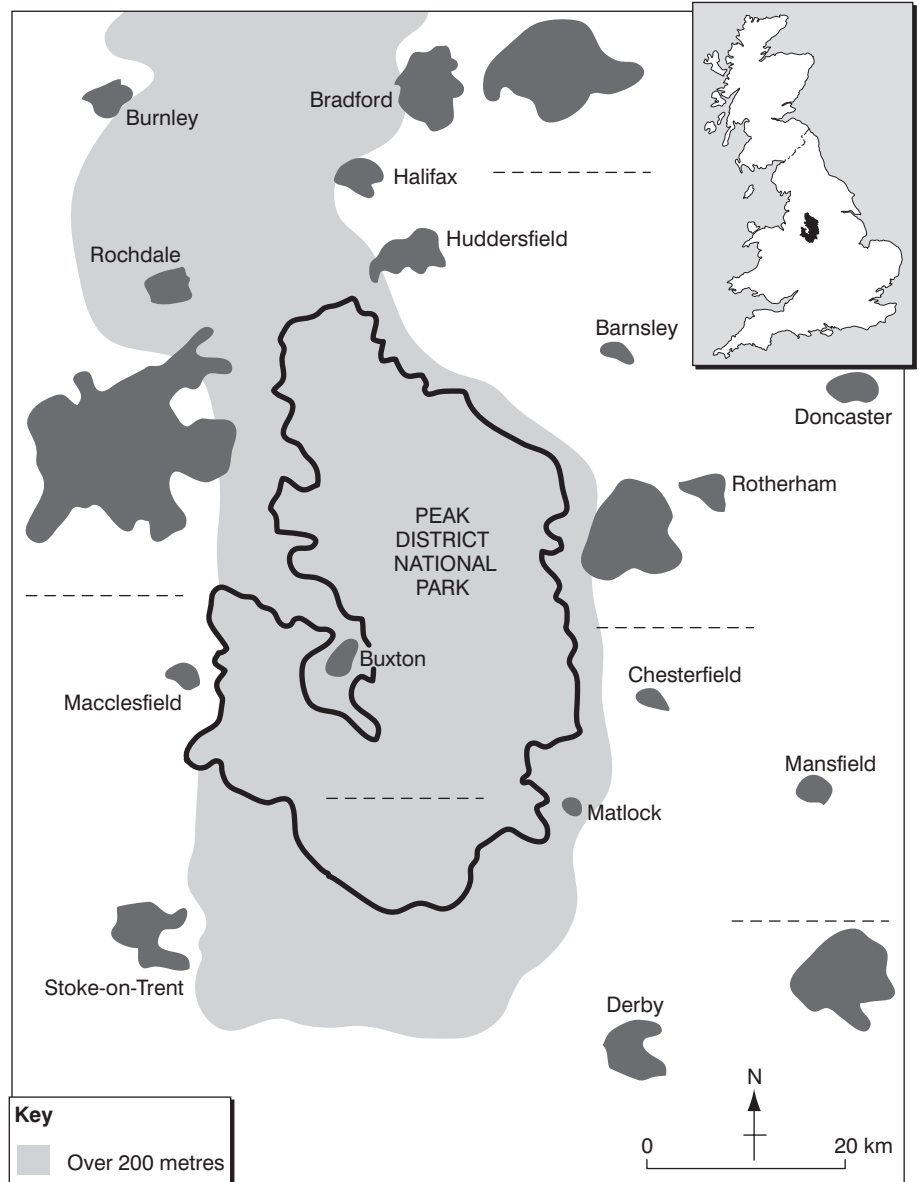 Burnley
Bradford
Halifax
Huddersfield
Rochdale
Barnsley
Doncaster
Rotherham
PEAK
DISTRICT
NATIONAL
PARK
Buxton
Macclesfield
Chesterfield
Mansfield
Matlock
Stoke-on-Trent
Derby
N
0 20 km
Key
Over 200 metres